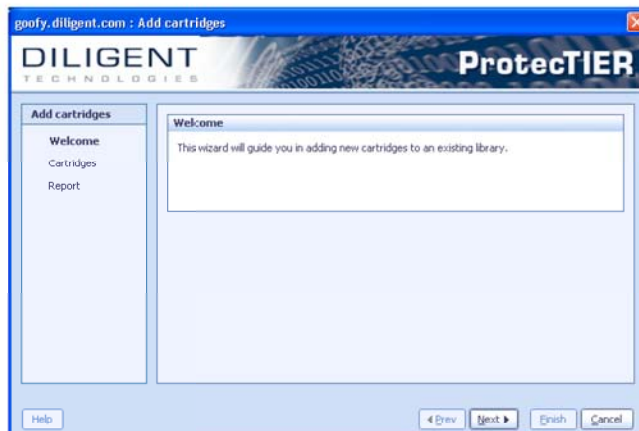 goofy.diligent.com : Add cartridges
DILIGENT
TECHNOLOGIES
ProtecTIER
Add cartridges
Welcome
Cartridges
Report
Welcome
This wizard will guide you in adding new cartridges to an existing library.
Help
Prev
Next
Finish
Cancel